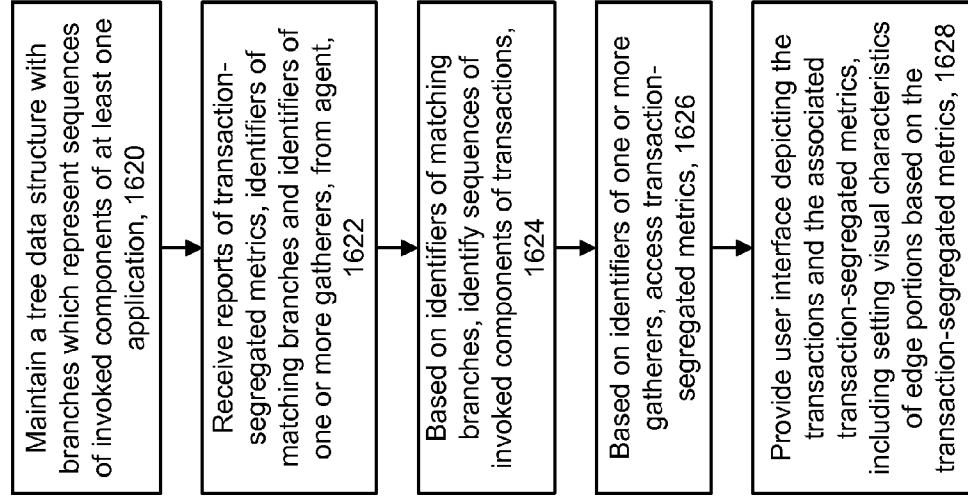 Maintain a tree data structure with
branches which represent sequences
of invoked components of at least one
application, 1620
Receive reports of transaction-
segregated metrics, identifiers of
matching branches and identifiers of
one or more gatherers, from agent,
1622
Based on identifiers of matching
branches, identify sequences of
invoked components of transactions,
1624
Based on identifiers of one or more
gatherers, access transaction-
segregated metrics, 1626
Provide user interface depicting the
transactions and the associated
transaction-segregated metrics,
including setting visual characteristics
of edge portions based on the
transaction-segregated metrics, 1628